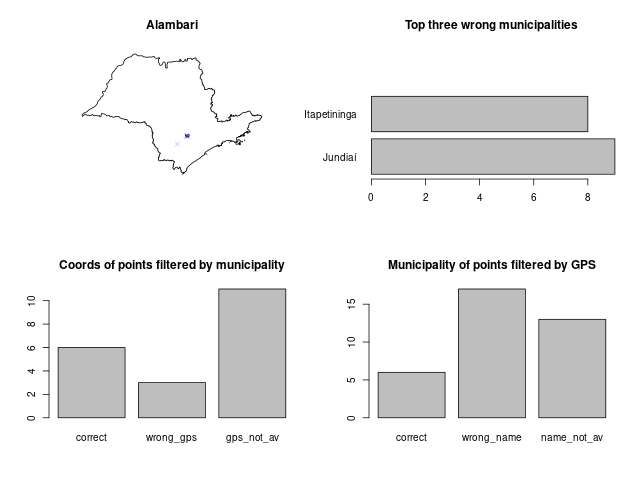 Alambari
Top three wrong municipalities
Itapetininga
Jundiaí
0 2 4 6 8
Coords of points filtered by municipality
0 2 4 6 8 10
correct wrong_gps gps_not_av
Municipality of points filtered by GPS
0 5 10 15
correct wrong_name name_not_av